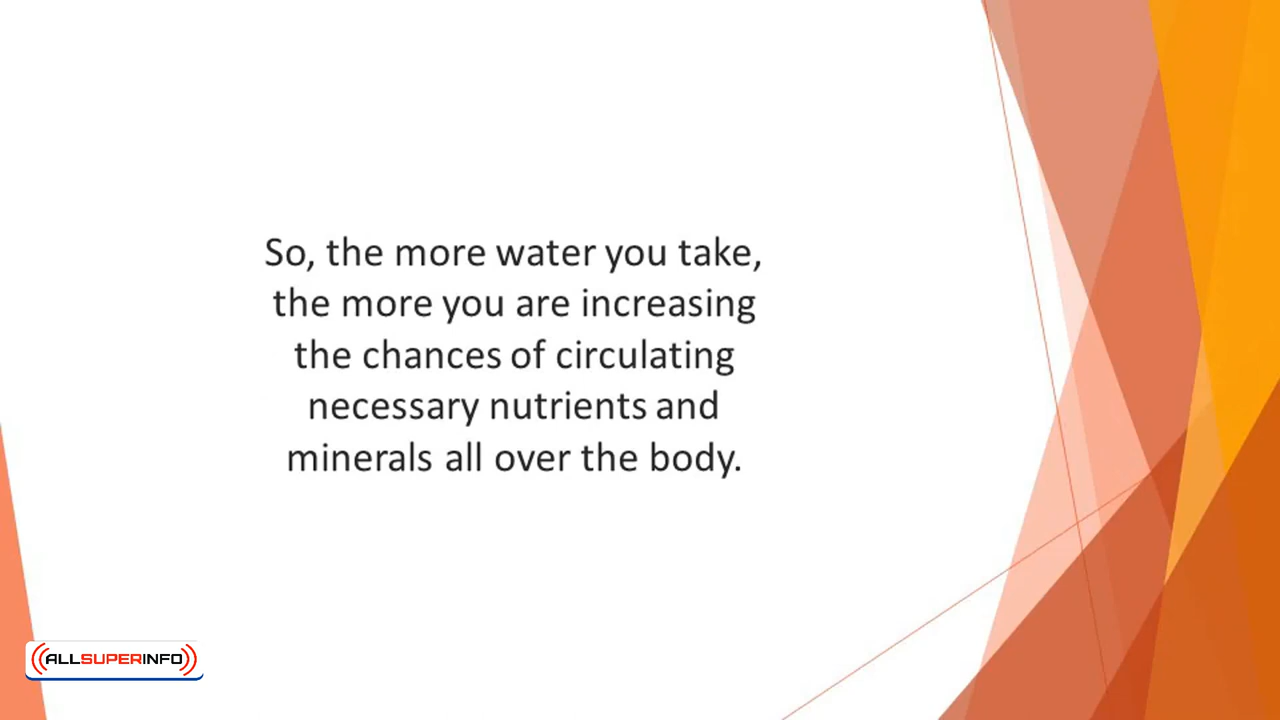 So, the more water you take,
the more you are increasing
the chances of circulating
necessary nutrients and
minerals all over the body.
ALLSUPERINFO